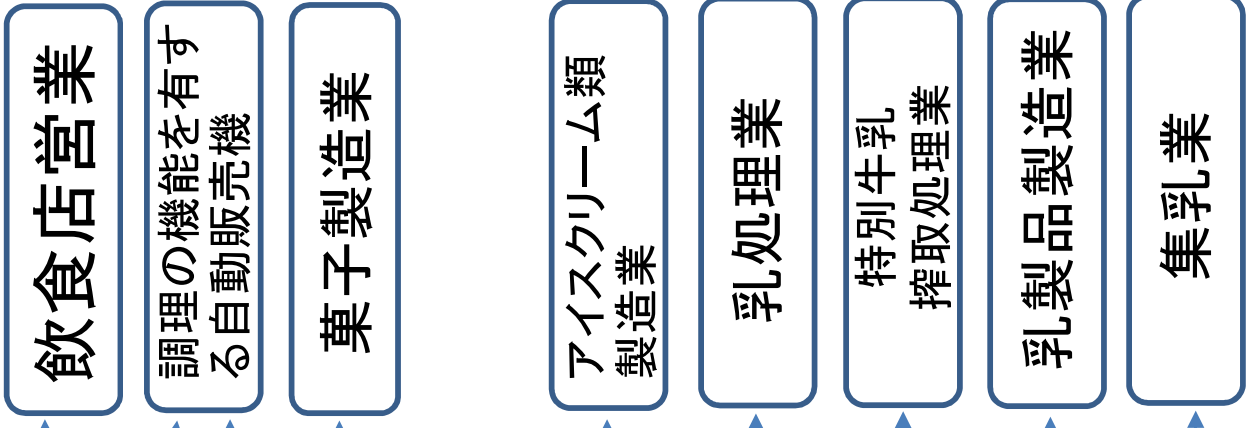 飲食店営業
調理の機能を有す
る自動販売機
菓子製造業
アイスクリーム類
製造業
乳処理業
特別牛乳
搾取処理業
乳製品製造業
集乳業